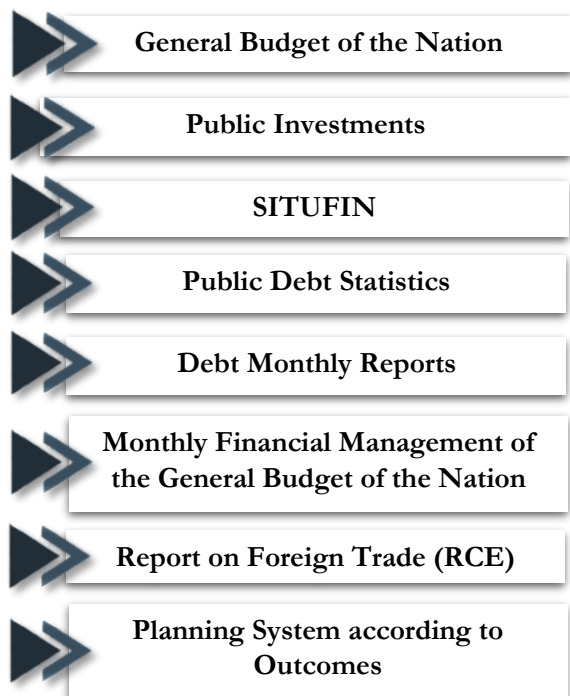 General Budget of the Nation
Public Investments
SITUFIN
Public Debt Statistics
Debt Monthly Reports
Monthly Financial Management of
the General Budget of the Nation
Report on Foreign Trade (RCE)
Planning System according to
Outcomes